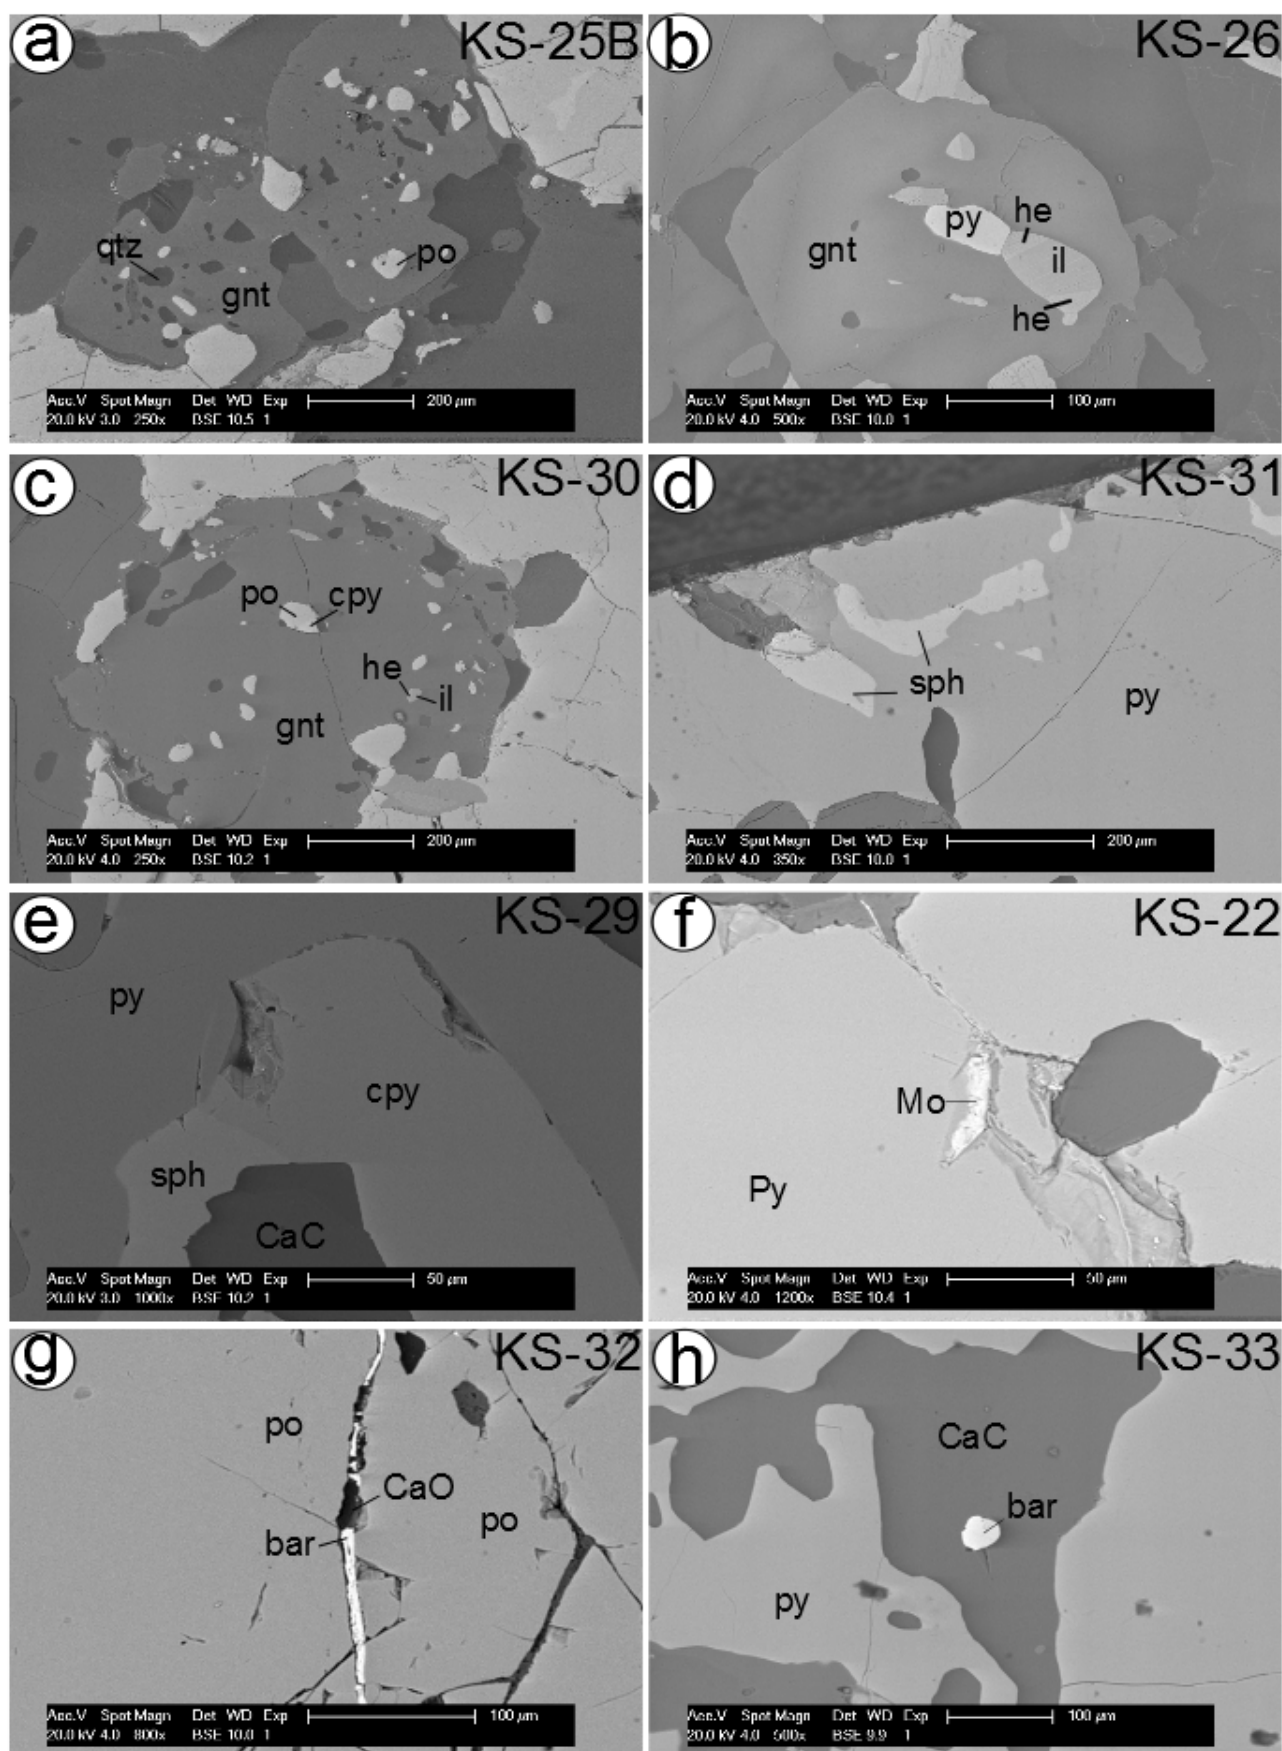 a KS-25B
qtz
gnt
po
Acc.V Spot Magn Det WD Exp 200 µm
20.0 kV 3.0 250x BSE 10.5 1
b KS-26
py
he
gnt
il
he
Acc.V Spot Magn Det WD Exp 100 µm
20.0 kV 4.0 500x BSE 10.0 1
c KS-30
po cpy
he
il
gnt
Acc.V Spot Magn Det WD Exp 200 µm
20.0 kV 4.0 250x BSE 10.2 1
d KS-31
sph
py
Acc.V Spot Magn Det WD Exp 200 µm
20.0 kV 4.0 350x BSE 10.0 1
e KS-29
py
cpy
sph
CaC
Acc.V Spot Magn Det WD Exp 50 µm
20.0 kV 3.0 1000x BSE 10.2 1
f KS-22
Mo
Py
Acc.V Spot Magn Det WD Exp 50 µm
20.0 kV 4.0 1200x BSE 10.4 1
g KS-32
po
CaO
po
bar
Acc.V Spot Magn Det WD Exp 100 µm
20.0 kV 4.0 800x BSE 10.0 1
h KS-33
CaC
bar
py
Acc.V Spot Magn Det WD Exp 100 µm
20.0 kV 4.0 500x BSE 9.9 1